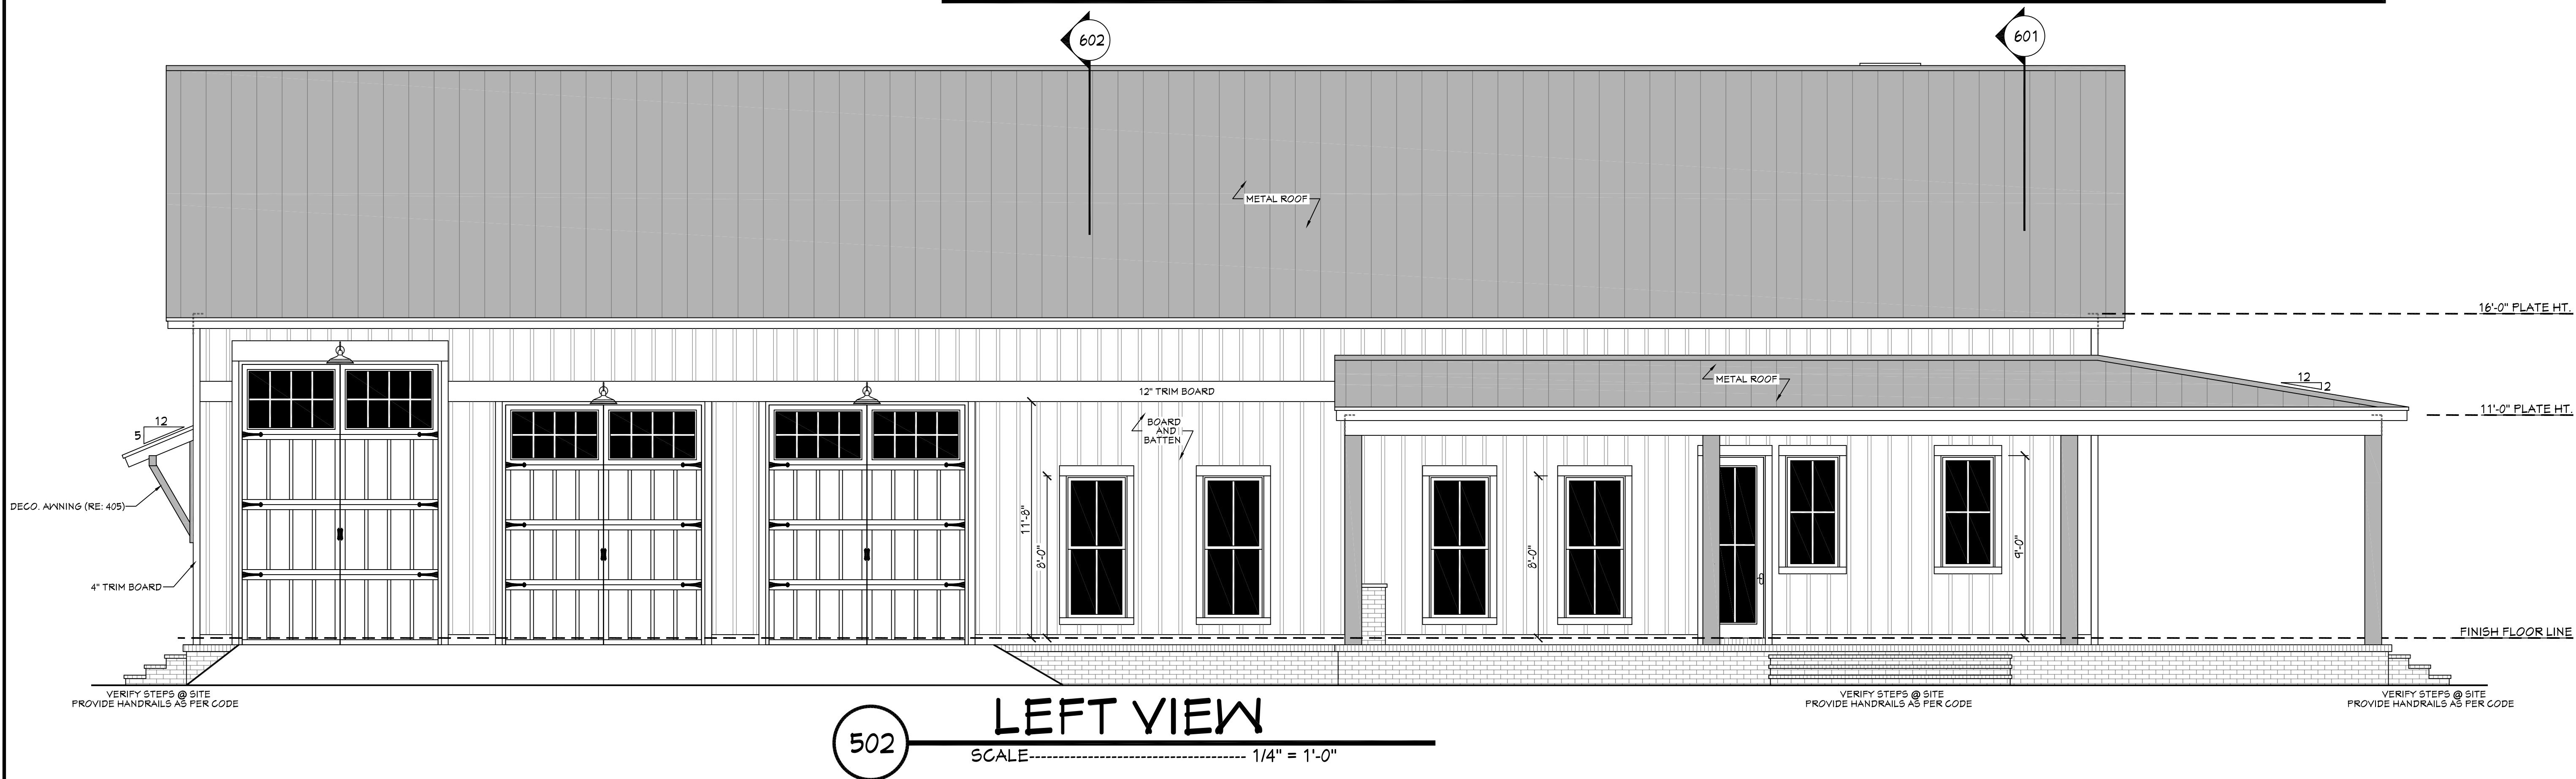 602
601
METAL ROOF
16'-0" PLATE HT.
12
2
METAL ROOF
12" TRIM BOARD
11'-0" PLATE HT.
12
5
BOARD
AND
BATTEN
DECO. AWNING (RE: 405)
11'-8"
8'-0"
8'-0"
9'-0"
4" TRIM BOARD
FINISH FLOOR LINE
VERIFY STEPS @ SITE
PROVIDE HANDRAILS AS PER CODE
VERIFY STEPS @ SITE
PROVIDE HANDRAILS AS PER CODE
VERIFY STEPS @ SITE
PROVIDE HANDRAILS AS PER CODE
LEFT VIEW
502
SCALE------------------------------------- 1/4" = 1'-0"